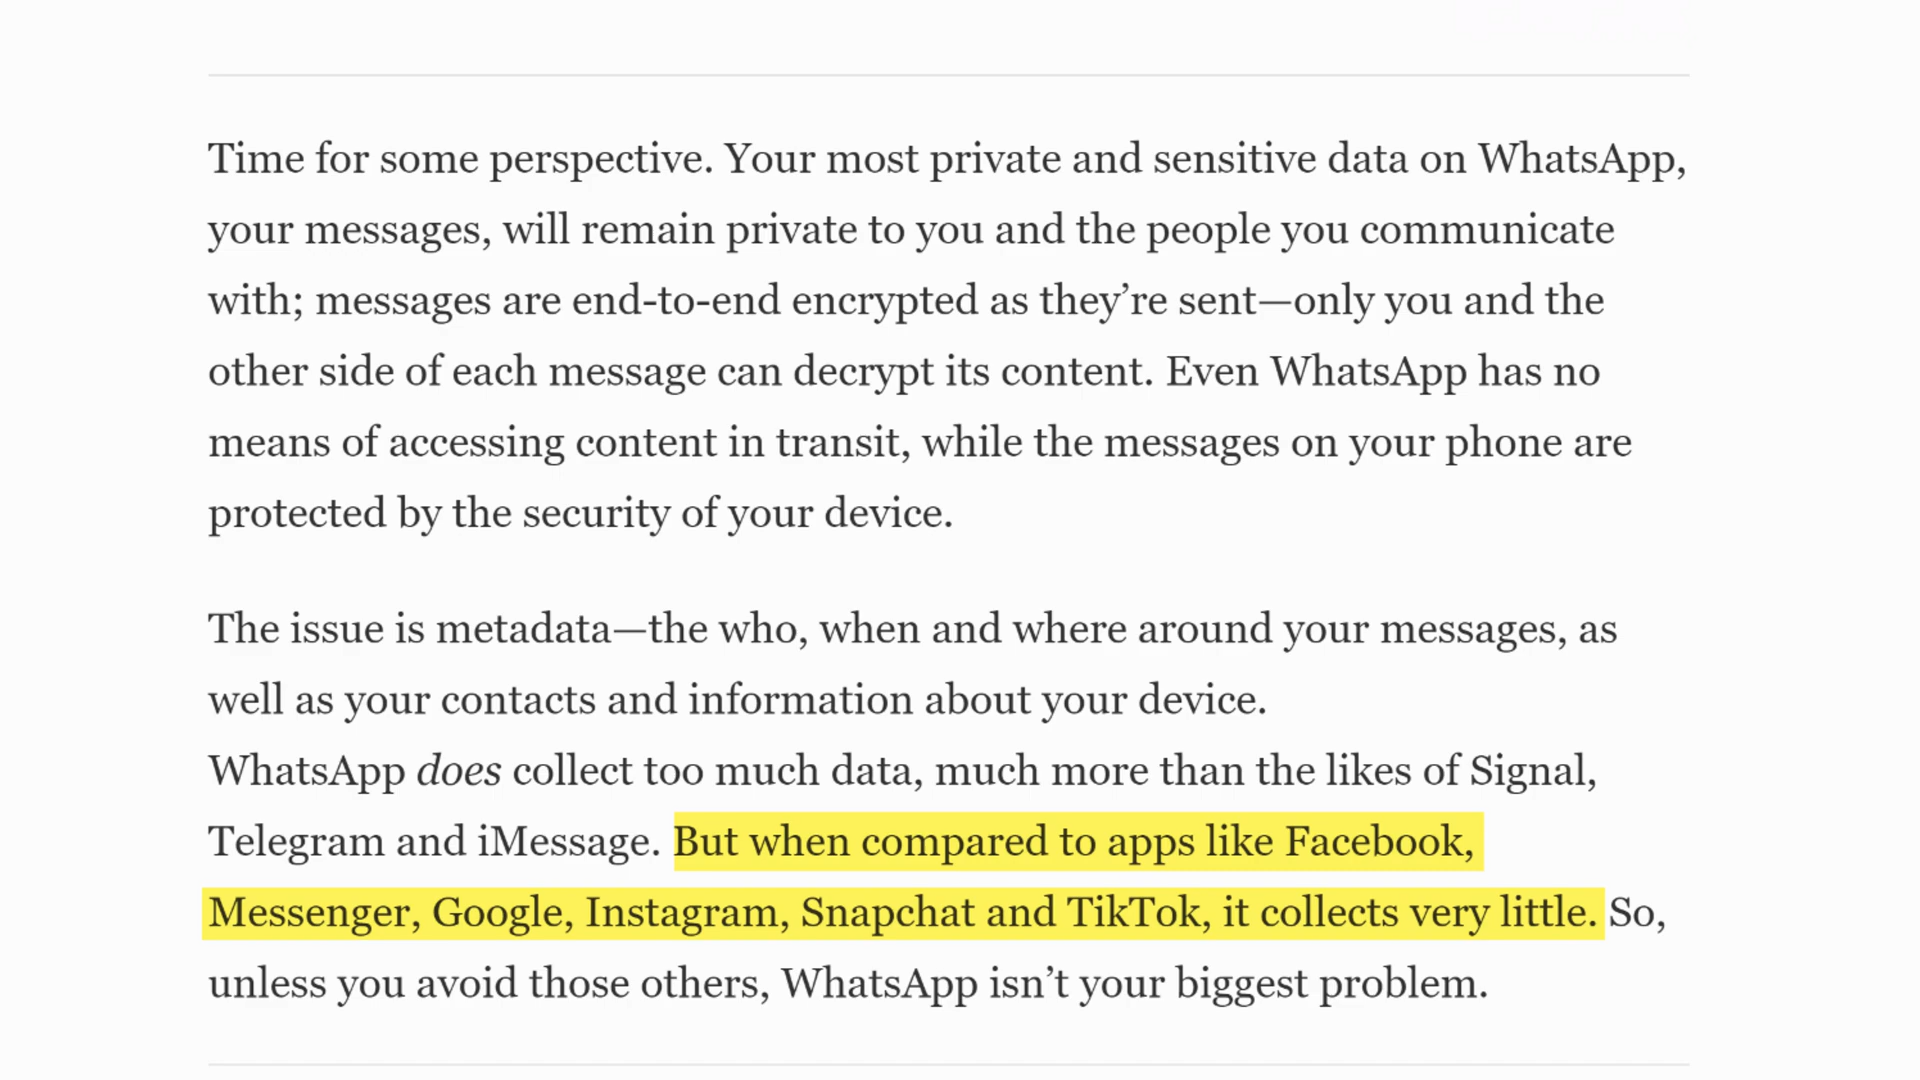 Time for some perspective. Your most private and sensitive data on WhatsApp,
your messages, will remain private to you and the people you communicate
with; messages are end-to-end encrypted as they’re sent—only you and the
other side of each message can decrypt its content. Even WhatsApp has no
means of accessing content in transit, while the messages on your phone are
protected by the security of your device.
The issue is metadata—the who, when and where around your messages, as
well as your contacts and information about your device.
WhatsApp does collect too much data, much more than the likes of Signal,
Telegram and iMessage. But when compared to apps like Facebook,
Messenger, Google, Instagram, Snapchat and TikTok, it collects very little. So,
unless you avoid those others, WhatsApp isn’t your biggest problem.